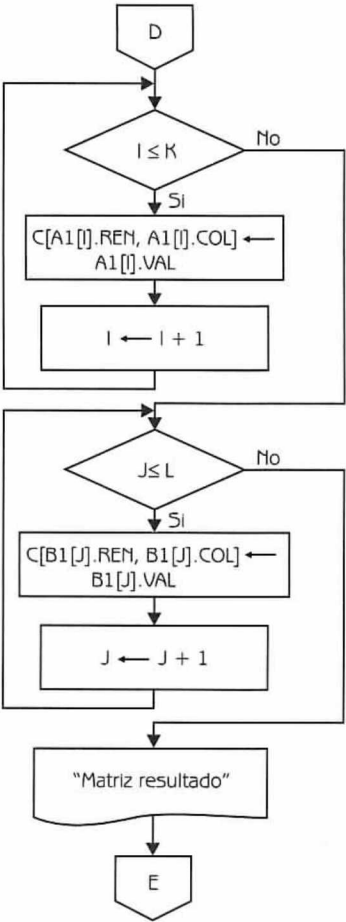 D
I ≤ K
No
Si
C[A1[I].REN, A1[I].COL] ←
A1[I].VAL
I ← I + 1
J ≤ L
No
Si
C[B1[J].REN, B1[J].COL] ←
B1[J].VAL
J ← J + 1
“Matriz resultado”
E